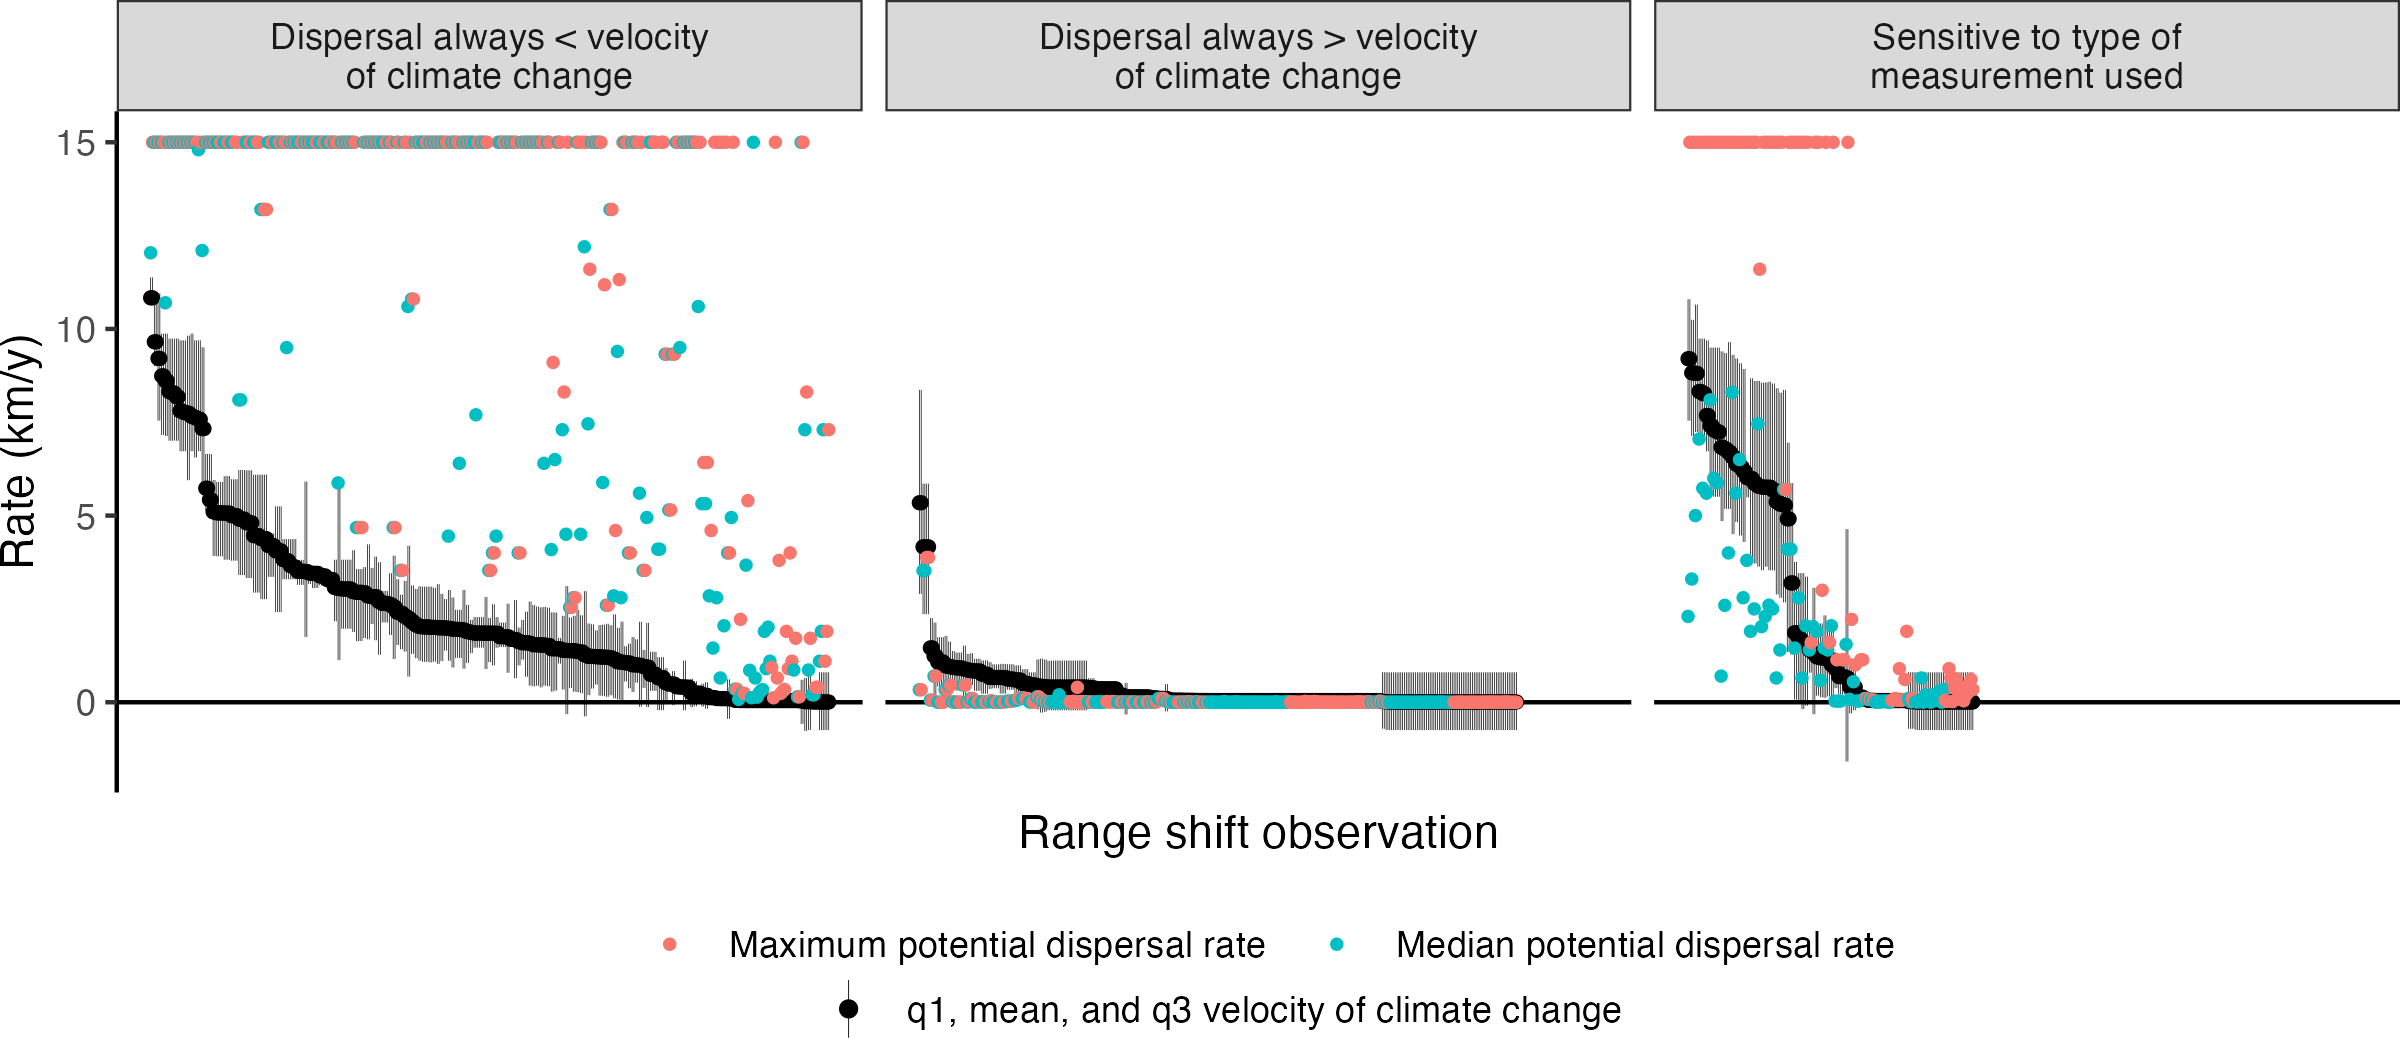 Dispersal always < velocity
of climate change
Dispersal always > velocity
of climate change
Sensitive to type of
measurement used
Rate (km/y)
15
10
5
0
Range shift observation
Maximum potential dispersal rate
Median potential dispersal rate
q1, mean, and q3 velocity of climate change